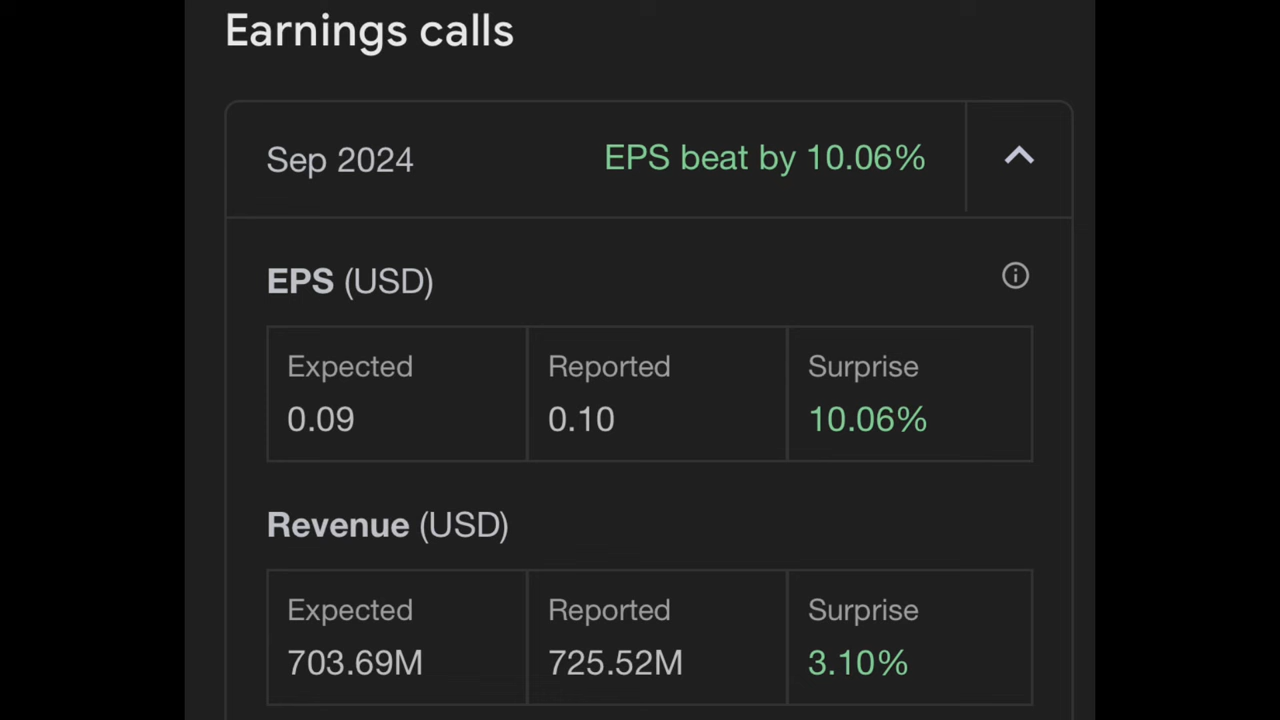 Earnings calls
Sep 2024 EPS beat by 10.06%
EPS (USD)
Expected Reported Surprise
0.09 0.10 10.06%
Revenue (USD)
Expected Reported Surprise
703.69M 725.52M 3.10%